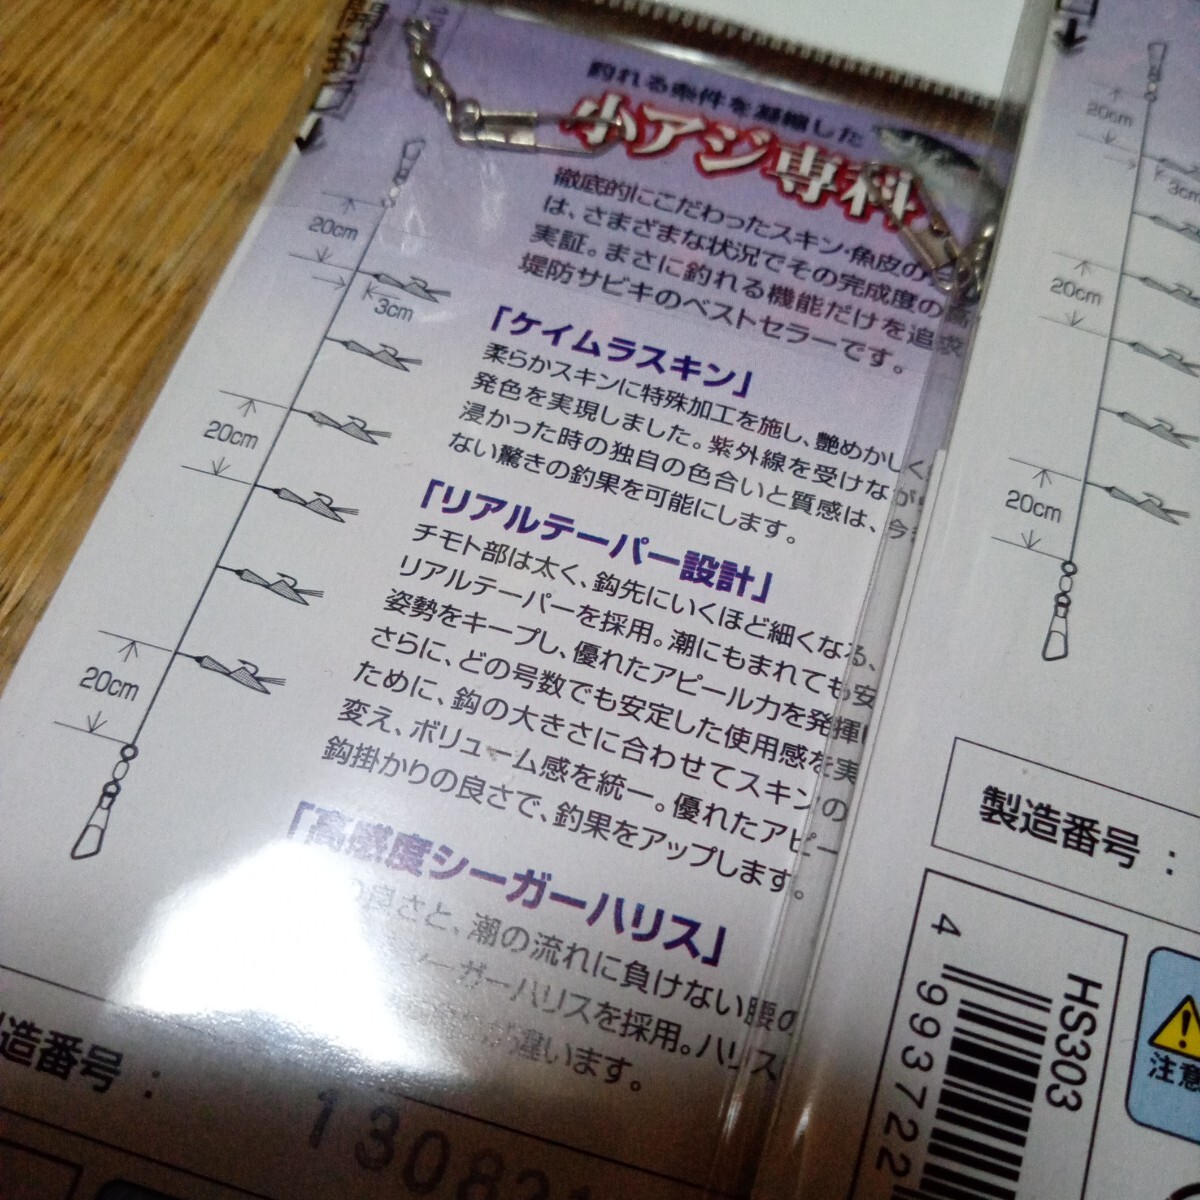 開封口
釣れる条件を凝縮した
小アジ専科
徹底的にこだわったスキン・魚皮の
は、さまざまな状況でその完成度の高
実証。まさに釣れる機能だけを追求
堤防サビキのベストセラーです。
「ケイムラスキン」
柔らかスキンに特殊加工を施し、艶めかしく
発色を実現しました。紫外線を受けながら
浸かった時の独自の色合いと質感は、今
ない驚きの釣果を可能にします。
「リアルテーパー設計」
チモト部は太く、鈎先にいくほど細くなる、
リアルテーパーを採用。潮にもまれても安
姿勢をキープし、優れたアピール力を発揮
さらに、どの号数でも安定した使用感を実
ために、鈎の大きさに合わせてスキンの
変え、ボリューム感を統一。優れたアピー
鈎掛かりの良さで、釣果をアップします。
「高感度シーガーハリス」
の良さと、潮の流れに負けない腰の
ーガーハリスを採用。ハリス
が違います。
20cm
3cm
20cm
20cm
造番号：
13083
20cm
3cm
20cm
20cm
製造番号：
HS303
4 993722
注意